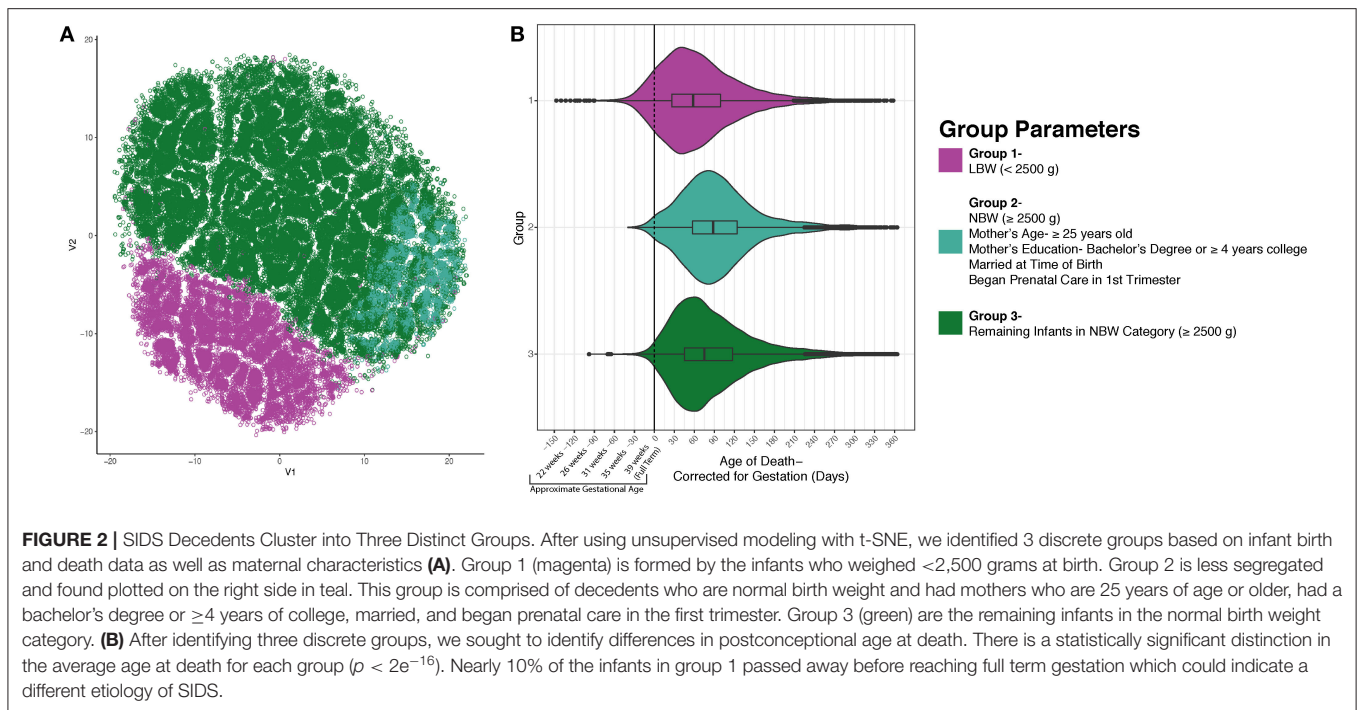 A
20
10
0
−10
−20
V2
−20
−10
0
10
20
V1
B
1
2
3
Group
−150
−120
−90
−60
−30
0
30
60
90
120
150
180
210
240
270
300
330
360
22 weeks
26 weeks
31 weeks
35 weeks
39 weeks
(Full Term)
Approximate Gestational Age
Age of Death−
Corrected for Gestation (Days)
Group Parameters
Group 1-
LBW (< 2500 g)
Group 2-
NBW (≥ 2500 g)
Mother's Age- ≥ 25 years old
Mother's Education- Bachelor's Degree or ≥ 4 years college
Married at Time of Birth
Began Prenatal Care in 1st Trimester
Group 3-
Remaining Infants in NBW Category (≥ 2500 g)
FIGURE 2 | SIDS Decedents Cluster into Three Distinct Groups. After using unsupervised modeling with t-SNE, we identified 3 discrete groups based on infant birth
and death data as well as maternal characteristics (A). Group 1 (magenta) is formed by the infants who weighed <2,500 grams at birth. Group 2 is less segregated
and found plotted on the right side in teal. This group is comprised of decedents who are normal birth weight and had mothers who are 25 years of age or older, had a
bachelor's degree or ≥4 years of college, married, and began prenatal care in the first trimester. Group 3 (green) are the remaining infants in the normal birth weight
category. (B) After identifying three discrete groups, we sought to identify differences in postconceptional age at death. There is a statistically significant distinction in
the average age at death for each group (p < 2e−16). Nearly 10% of the infants in group 1 passed away before reaching full term gestation which could indicate a
different etiology of SIDS.